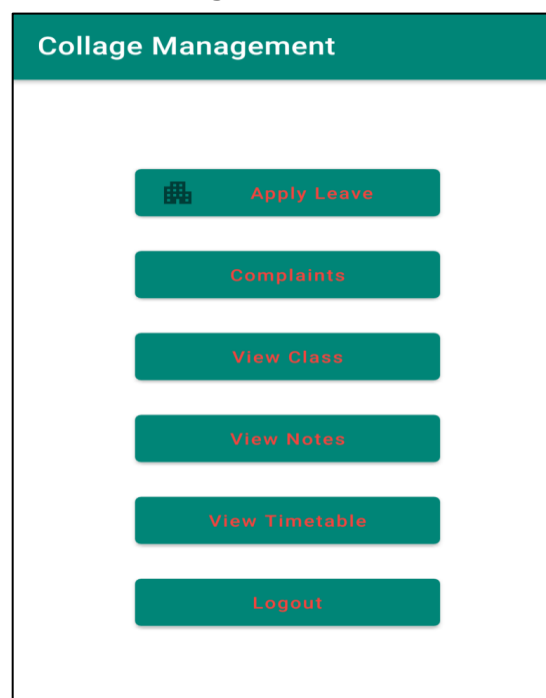 Collage Management
Apply Leave
Complaints
View Class
View Notes
View Timetable
Logout